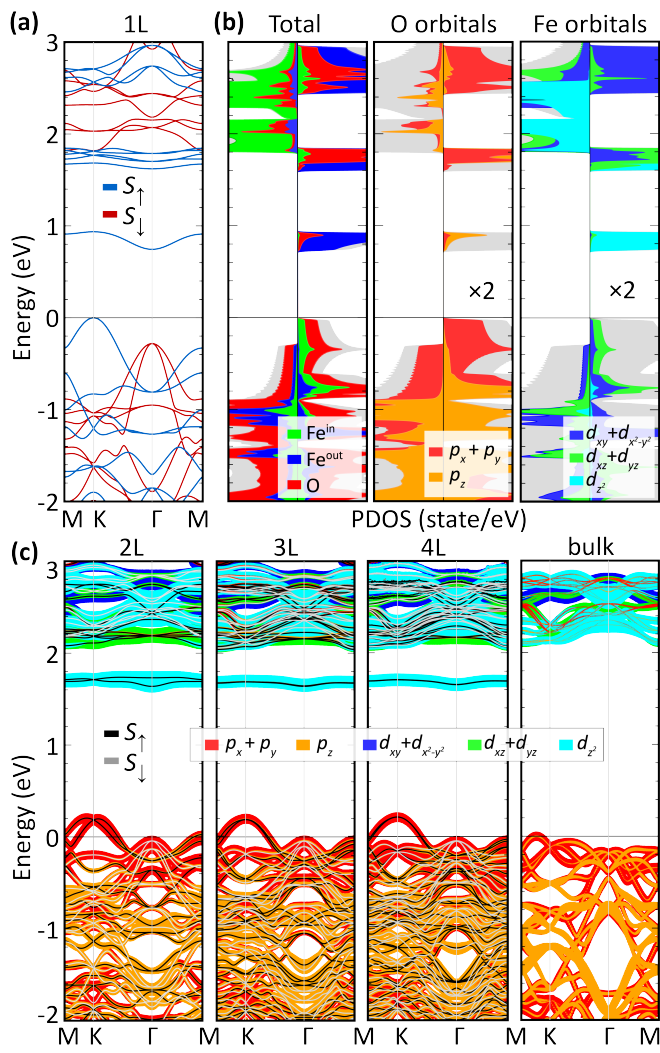 (a) 1L (b) Total O orbitals Fe orbitals
3
2
1
0
-1
-2
Energy (eV)
S↑
S↓
×2
×2
Fe^in
Fe^out
O
p_x + p_y
p_z
d_xy+d_x²-y²
d_xz+d_yz
d_z²
M K Γ M
PDOS (state/eV)
(c) 2L 3L 4L bulk
3
2
1
0
-1
-2
Energy (eV)
S↑
S↓
p_x + p_y p_z d_xy+d_x²-y² d_xz+d_yz d_z²
M K Γ M K Γ M K Γ M K Γ M